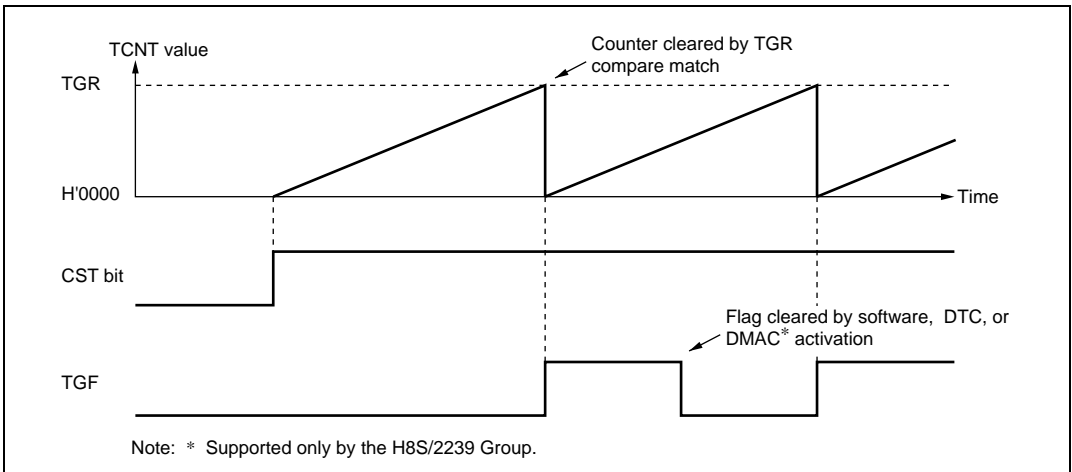 TCNT value
Counter cleared by TGR
compare match
TGR
H'0000
Time
CST bit
Flag cleared by software, DTC, or
DMAC* activation
TGF
Note: * Supported only by the H8S/2239 Group.